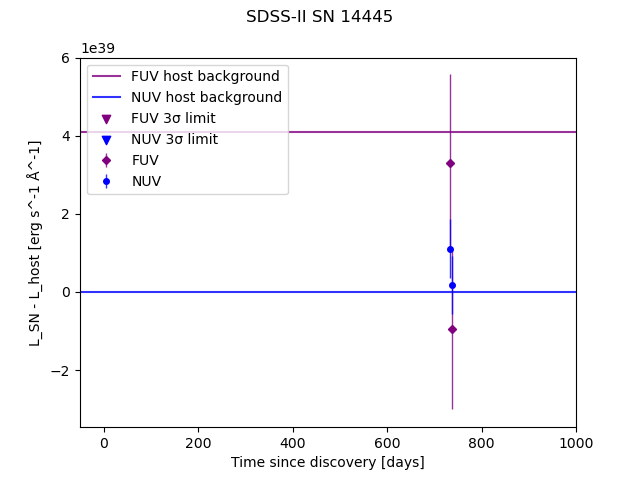 SDSS-II SN 14445
1e39
FUV host background
NUV host background
FUV 3σ limit
NUV 3σ limit
FUV
NUV
6
4
2
0
−2
L_SN - L_host [erg s^-1 Å^-1]
0 200 400 600 800 1000
Time since discovery [days]